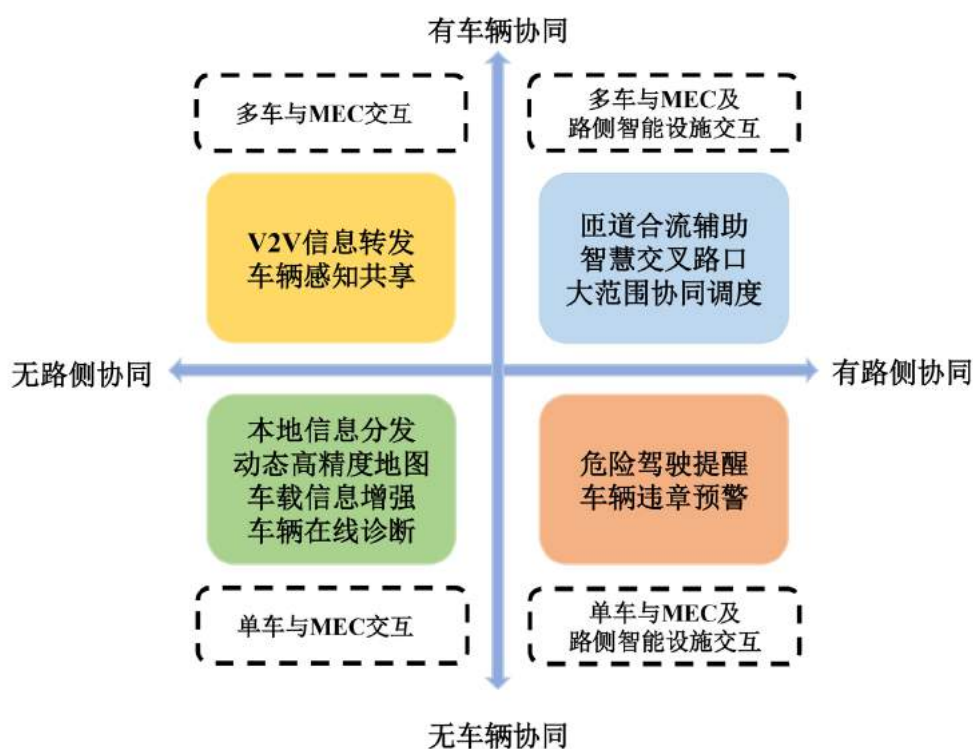 有车辆协同
多车与MEC交互
多车与MEC及
路侧智能设施交互
V2V信息转发
车辆感知共享
匝道合流辅助
智慧交叉路口
大范围协同调度
无路侧协同
有路侧协同
本地信息分发
动态高精度地图
车载信息增强
车辆在线诊断
危险驾驶提醒
车辆违章预警
单车与MEC交互
单车与MEC及
路侧智能设施交互
无车辆协同